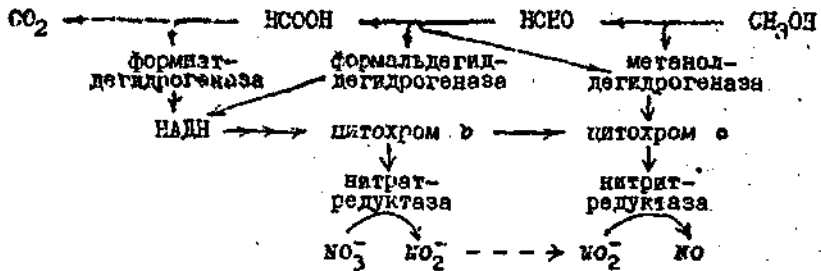 CO₂ HCOOH HCHO CH₃OH
формиат- формальдегид- метанол-
дегидрогеназа дегидрогеназа дегидрогеназа
НАДН цитохром b цитохром c
нитрат- нитрит-
редуктаза редуктаза
NO₃⁻ NO₂⁻ NO₂⁻ NO